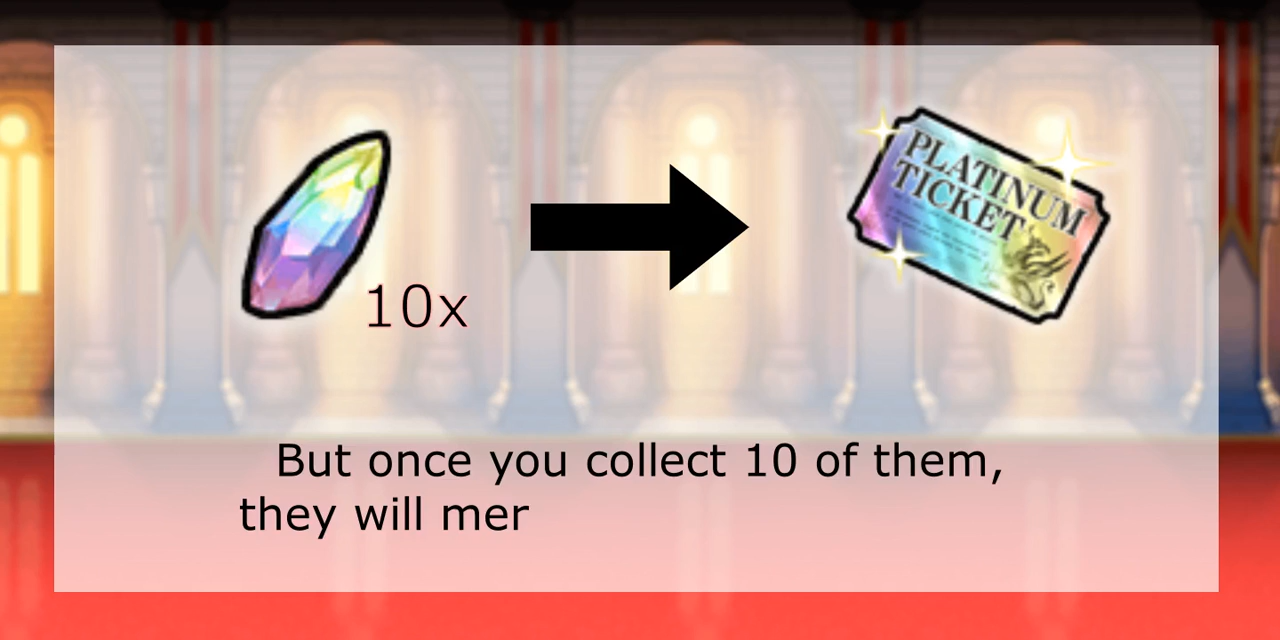 10x
PLATINUM
TICKET
But once you collect 10 of them,
they will mer